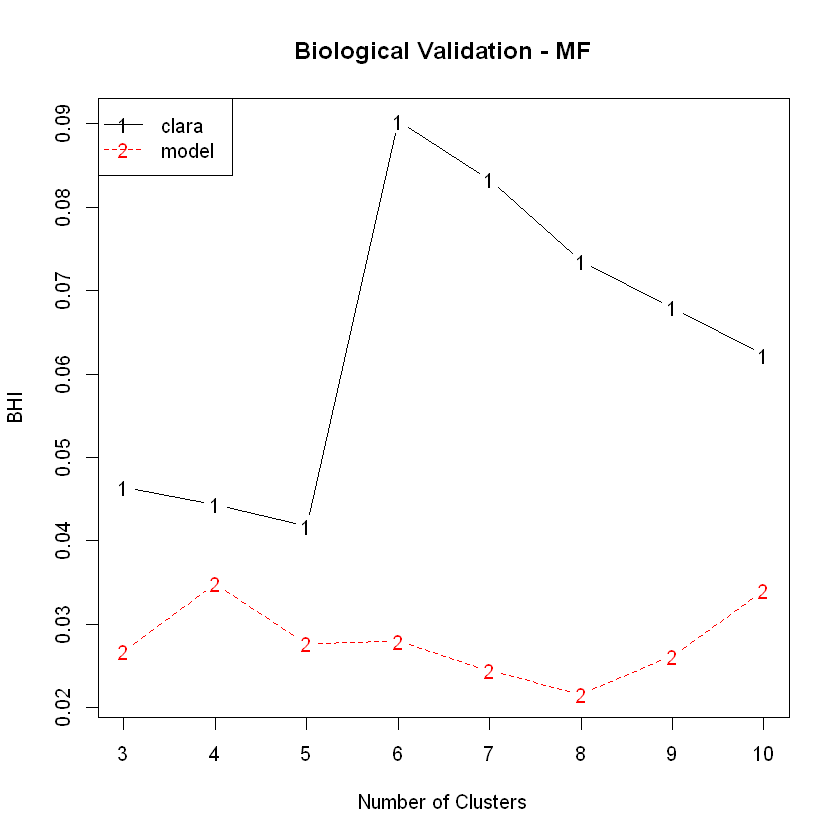 Biological Validation - MF
1 clara
2 model
0.09
0.08
0.07
0.06
0.05
0.04
0.03
0.02
BHI
1 1 1 1 1 1 1 1
2 2 2 2 2 2 2 2
3 4 5 6 7 8 9 10
Number of Clusters